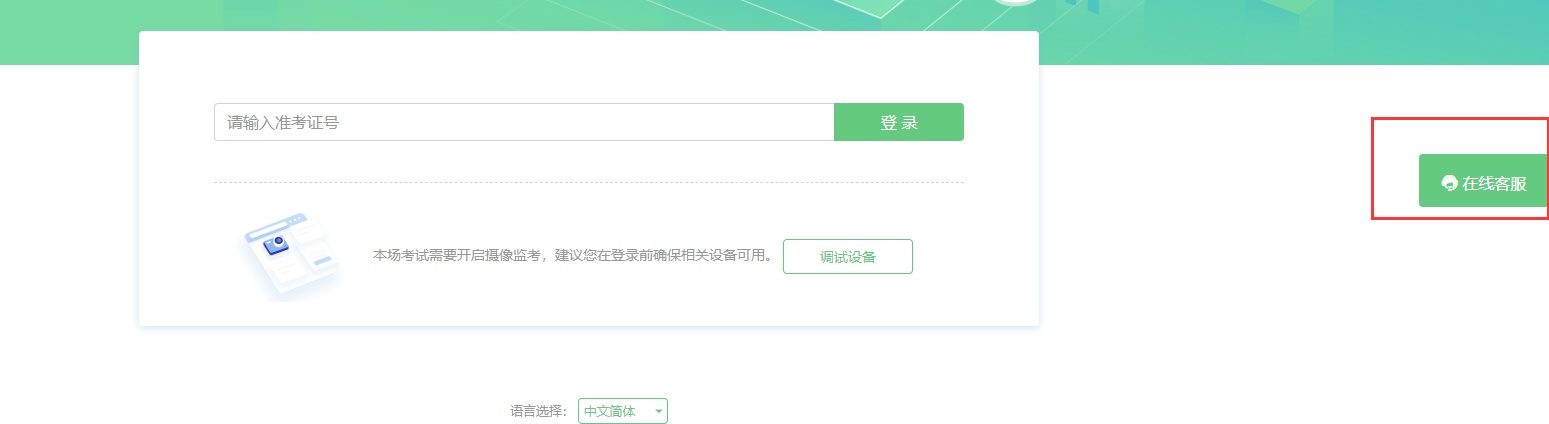 请输入准考证号
登 录
在线客服
本场考试需要开启摄像监考，建议您在登录前确保相关设备可用。
调试设备
语言选择：
中文简体